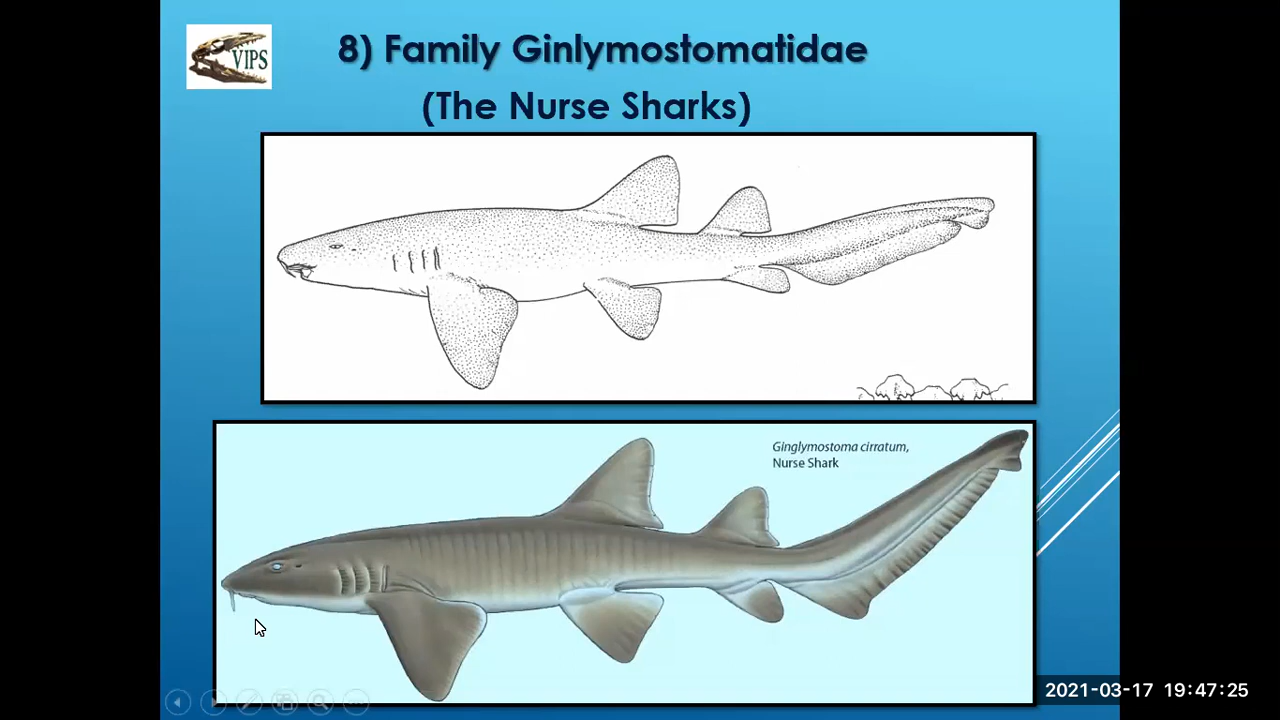 VIPS
8) Family Ginlymostomatidae
(The Nurse Sharks)
Ginglymostoma cirratum,
Nurse Shark
2021-03-17 19:47:25